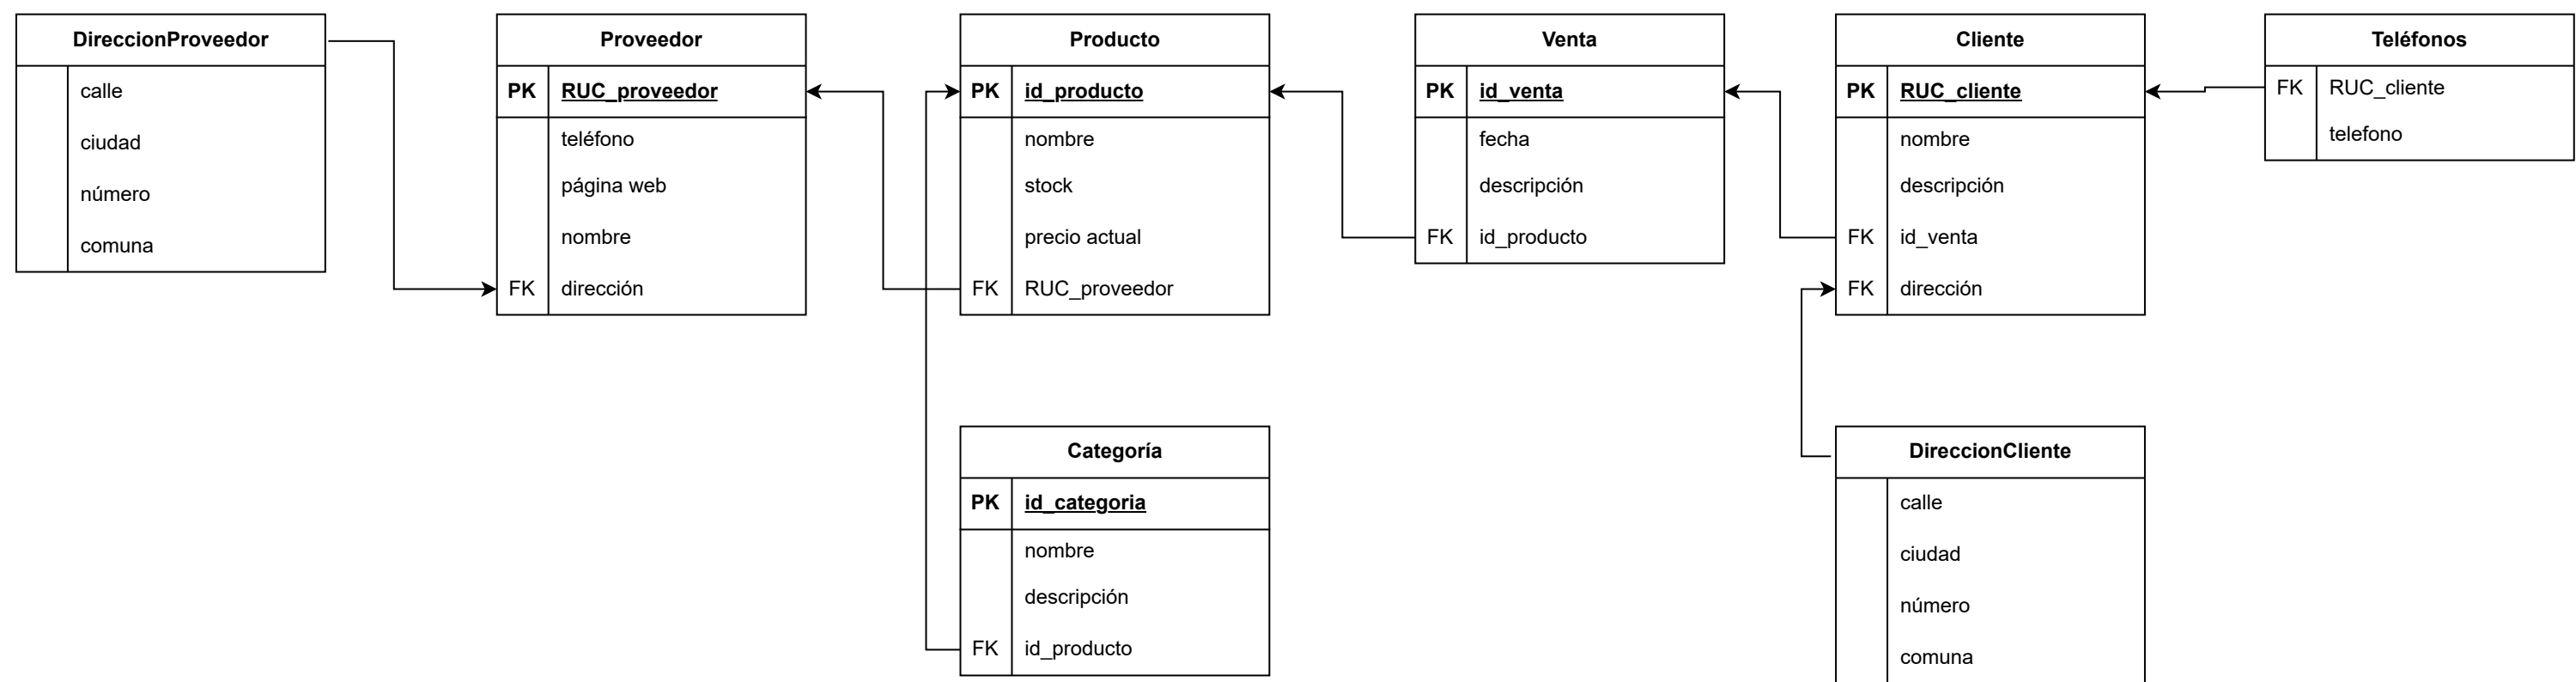 DireccionProveedor
calle
ciudad
número
comuna
Proveedor
PK RUC_proveedor
teléfono
página web
nombre
FK dirección
Producto
PK id_producto
nombre
stock
precio actual
FK RUC_proveedor
Venta
PK id_venta
fecha
descripción
FK id_producto
Cliente
PK RUC_cliente
nombre
descripción
FK id_venta
FK dirección
Teléfonos
FK RUC_cliente
telefono
Categoría
PK id_categoria
nombre
descripción
FK id_producto
DireccionCliente
calle
ciudad
número
comuna